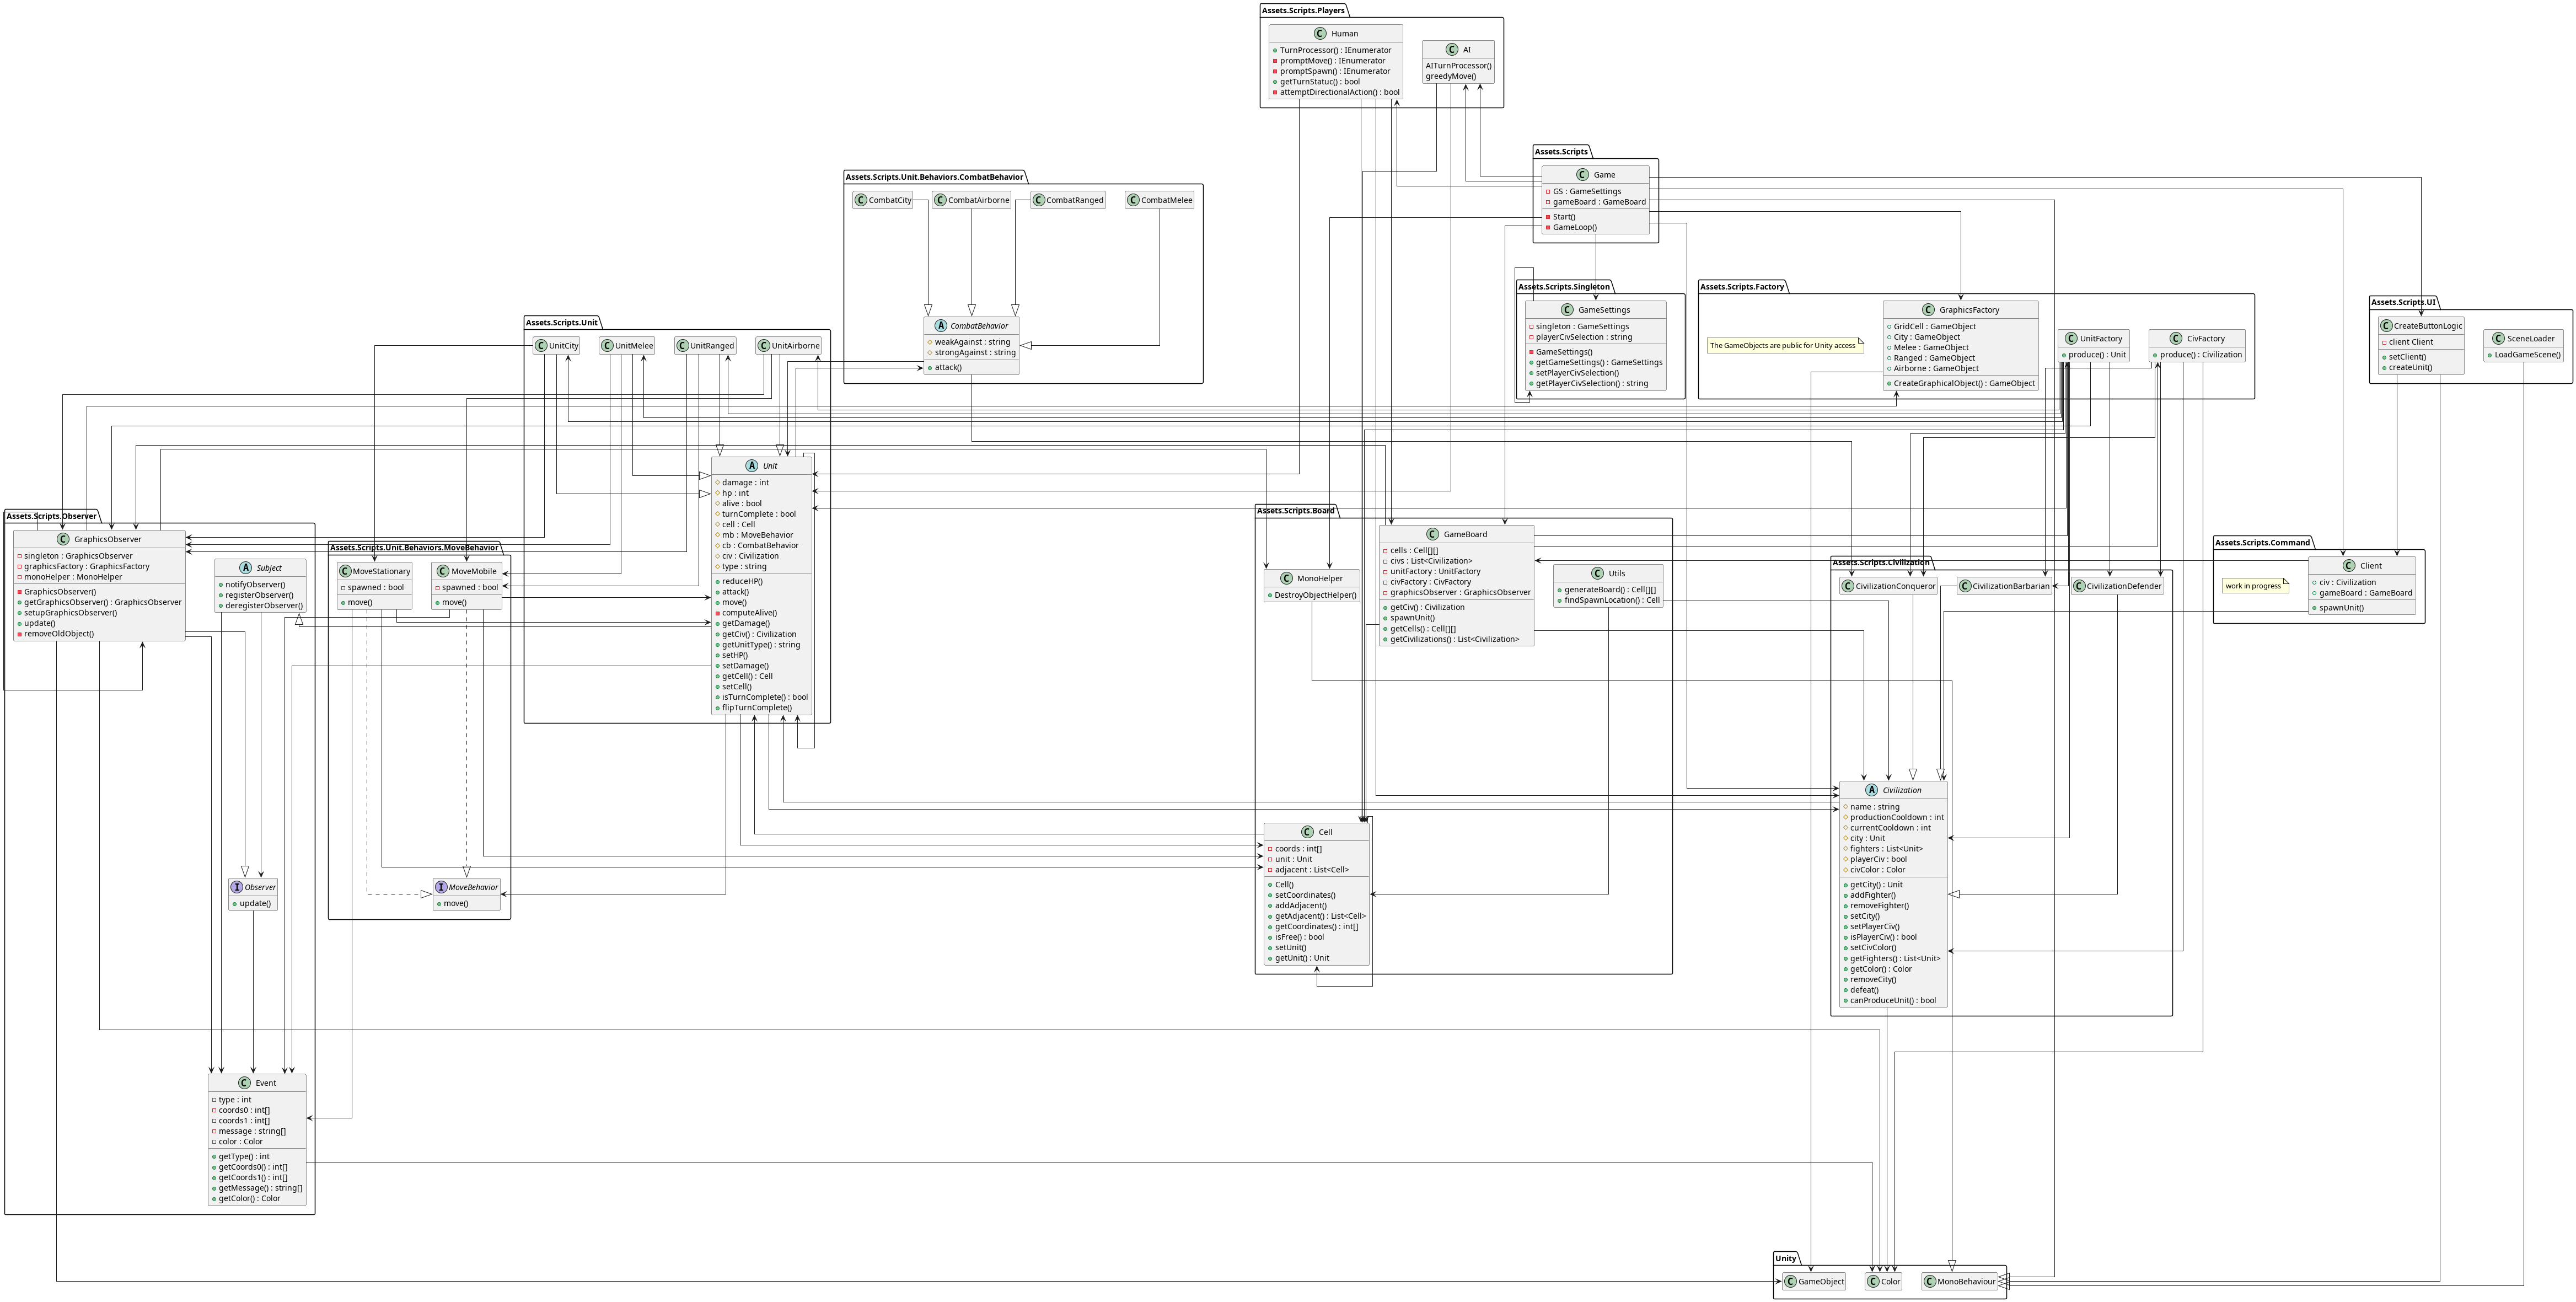 Assets.Scripts.Players
C Human
TurnProcessor() : IEnumerator
promptMove() : IEnumerator
promptSpawn() : IEnumerator
getTurnStatuc() : bool
attemptDirectionalAction() : bool
C AI
AITurnProcessor()
greedyMove()
Assets.Scripts
C Game
GS : GameSettings
gameBoard : GameBoard
Start()
GameLoop()
Assets.Scripts.Unit.Behaviors.CombatBehavior
C CombatCity
C CombatAirborne
C CombatRanged
C CombatMelee
A CombatBehavior
weakAgainst : string
strongAgainst : string
attack()
Assets.Scripts.Singleton
C GameSettings
singleton : GameSettings
playerCivSelection : string
GameSettings()
getGameSettings() : GameSettings
setPlayerCivSelection()
getPlayerCivSelection() : string
Assets.Scripts.Factory
The GameObjects are public for Unity access
C GraphicsFactory
GridCell : GameObject
City : GameObject
Melee : GameObject
Ranged : GameObject
Airborne : GameObject
CreateGraphicalObject() : GameObject
C UnitFactory
produce() : Unit
C CivFactory
produce() : Civilization
Assets.Scripts.UI
C CreateButtonLogic
client Client
setClient()
createUnit()
C SceneLoader
LoadGameScene()
Assets.Scripts.Unit
C UnitCity
C UnitMelee
C UnitRanged
C UnitAirborne
A Unit
damage : int
hp : int
alive : bool
turnComplete : bool
cell : Cell
mb : MoveBehavior
cb : CombatBehavior
civ : Civilization
type : string
reduceHP()
attack()
move()
computeAlive()
getDamage()
getCiv() : Civilization
getUnitType() : string
setHP()
setDamage()
getCell() : Cell
setCell()
isTurnComplete() : bool
flipTurnComplete()
Assets.Scripts.Observer
C GraphicsObserver
singleton : GraphicsObserver
graphicsFactory : GraphicsFactory
monoHelper : MonoHelper
GraphicsObserver()
getGraphicsObserver() : GraphicsObserver
setupGraphicsObserver()
update()
removeOldObject()
A Subject
notifyObserver()
registerObserver()
deregisterObserver()
I Observer
update()
C Event
type : int
coords0 : int[]
coords1 : int[]
message : string[]
color : Color
getType() : int
getCoords0() : int[]
getCoords1() : int[]
getMessage() : string[]
getColor() : Color
Assets.Scripts.Unit.Behaviors.MoveBehavior
C MoveStationary
spawned : bool
move()
C MoveMobile
spawned : bool
move()
I MoveBehavior
move()
Assets.Scripts.Board
C MonoHelper
DestroyObjectHelper()
C GameBoard
cells : Cell[][]
civs : List<Civilization>
unitFactory : UnitFactory
civFactory : CivFactory
graphicsObserver : GraphicsObserver
getCiv() : Civilization
spawnUnit()
getCells() : Cell[][]
getCivilizations() : List<Civilization>
C Utils
generateBoard() : Cell[][]
findSpawnLocation() : Cell
C Cell
coords : int[]
unit : Unit
adjacent : List<Cell>
Cell()
setCoordinates()
addAdjacent()
getAdjacent() : List<Cell>
getCoordinates() : int[]
isFree() : bool
setUnit()
getUnit() : Unit
Assets.Scripts.Civilization
C CivilizationConqueror
C CivilizationBarbarian
C CivilizationDefender
A Civilization
name : string
productionCooldown : int
currentCooldown : int
city : Unit
fighters : List<Unit>
playerCiv : bool
civColor : Color
getCity() : Unit
addFighter()
removeFighter()
setCity()
setPlayerCiv()
isPlayerCiv() : bool
setCivColor()
getFighters() : List<Unit>
getColor() : Color
removeCity()
defeat()
canProduceUnit() : bool
Assets.Scripts.Command
work in progress
C Client
civ : Civilization
gameBoard : GameBoard
spawnUnit()
Unity
C GameObject
C Color
C MonoBehaviour